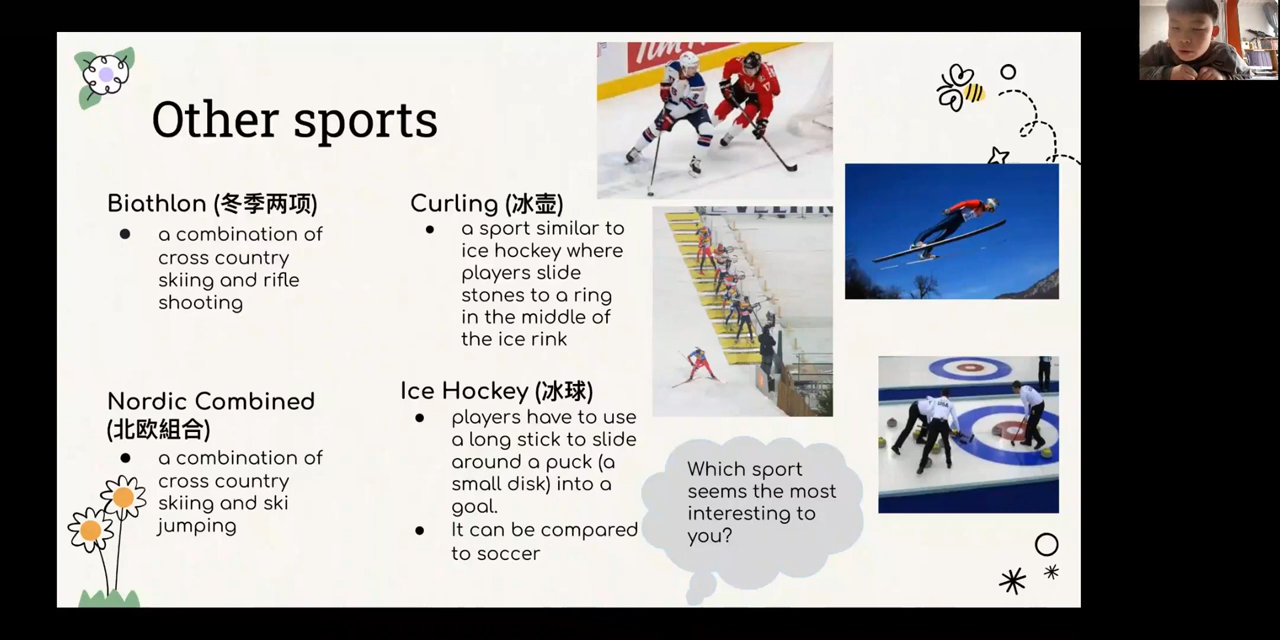 Other sports
Biathlon (冬季两项)
a combination of
cross country
skiing and rifle
shooting
Nordic Combined
(北欧組合)
a combination of
cross country
skiing and ski
jumping
Curling (冰壶)
a sport similar to
ice hockey where
players slide
stones to a ring
in the middle of
the ice rink
Ice Hockey (冰球)
players have to use
a long stick to slide
around a puck (a
small disk) into a
goal.
It can be compared
to soccer
Which sport
seems the most
interesting to
you?
USA